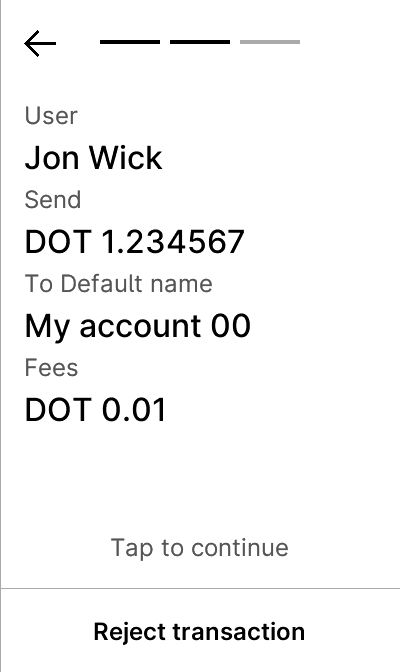 User
Jon Wick
Send
DOT 1.234567
To Default name
My account 00
Fees
DOT 0.01
Tap to continue
Reject transaction